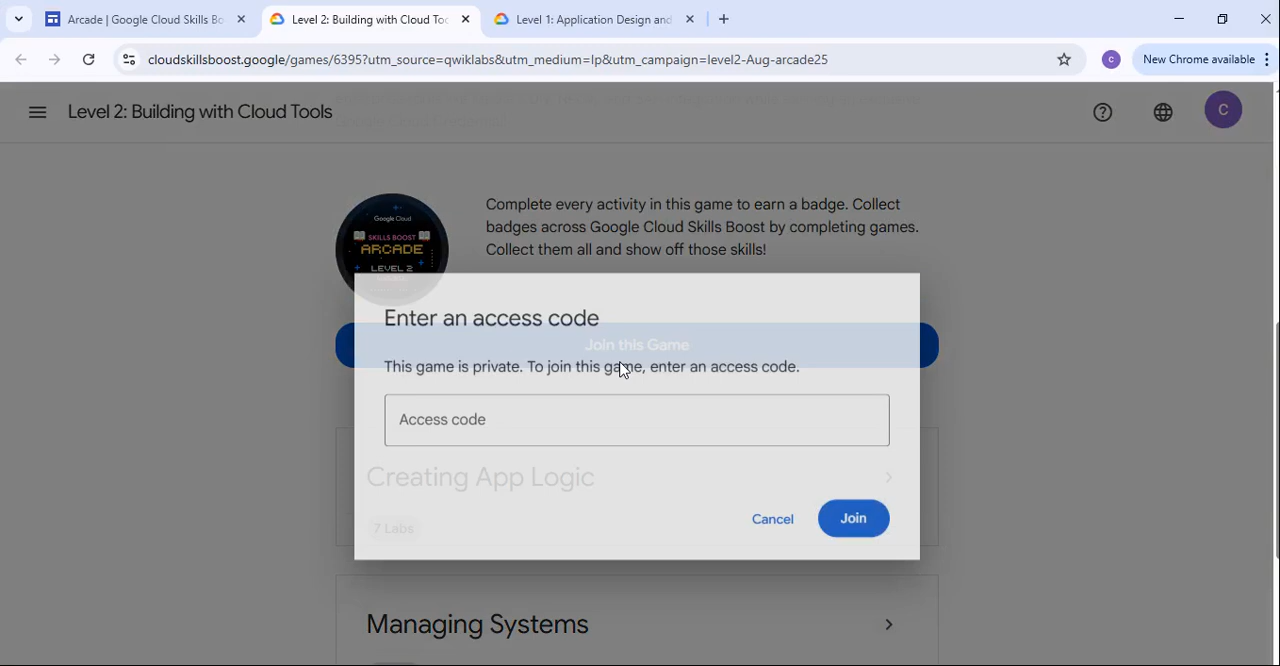 Arcade | Google Cloud Skills Bo
Level 2: Building with Cloud Too
Level 1: Application Design and
cloudskillsboost.google/games/6395?utm_source=qwiklabs&utm_medium=lp&utm_campaign=level2-Aug-arcade25
C
New Chrome available
Level 2: Building with Cloud Tools
C
Google Cloud
SKILLS BOOST
ARCADE
LEVEL 2
Complete every activity in this game to earn a badge. Collect
badges across Google Cloud Skills Boost by completing games.
Collect them all and show off those skills!
Enter an access code
Join this Game
This game is private. To join this game, enter an access code.
Access code
Creating App Logic
7 Labs
Cancel
Join
Managing Systems